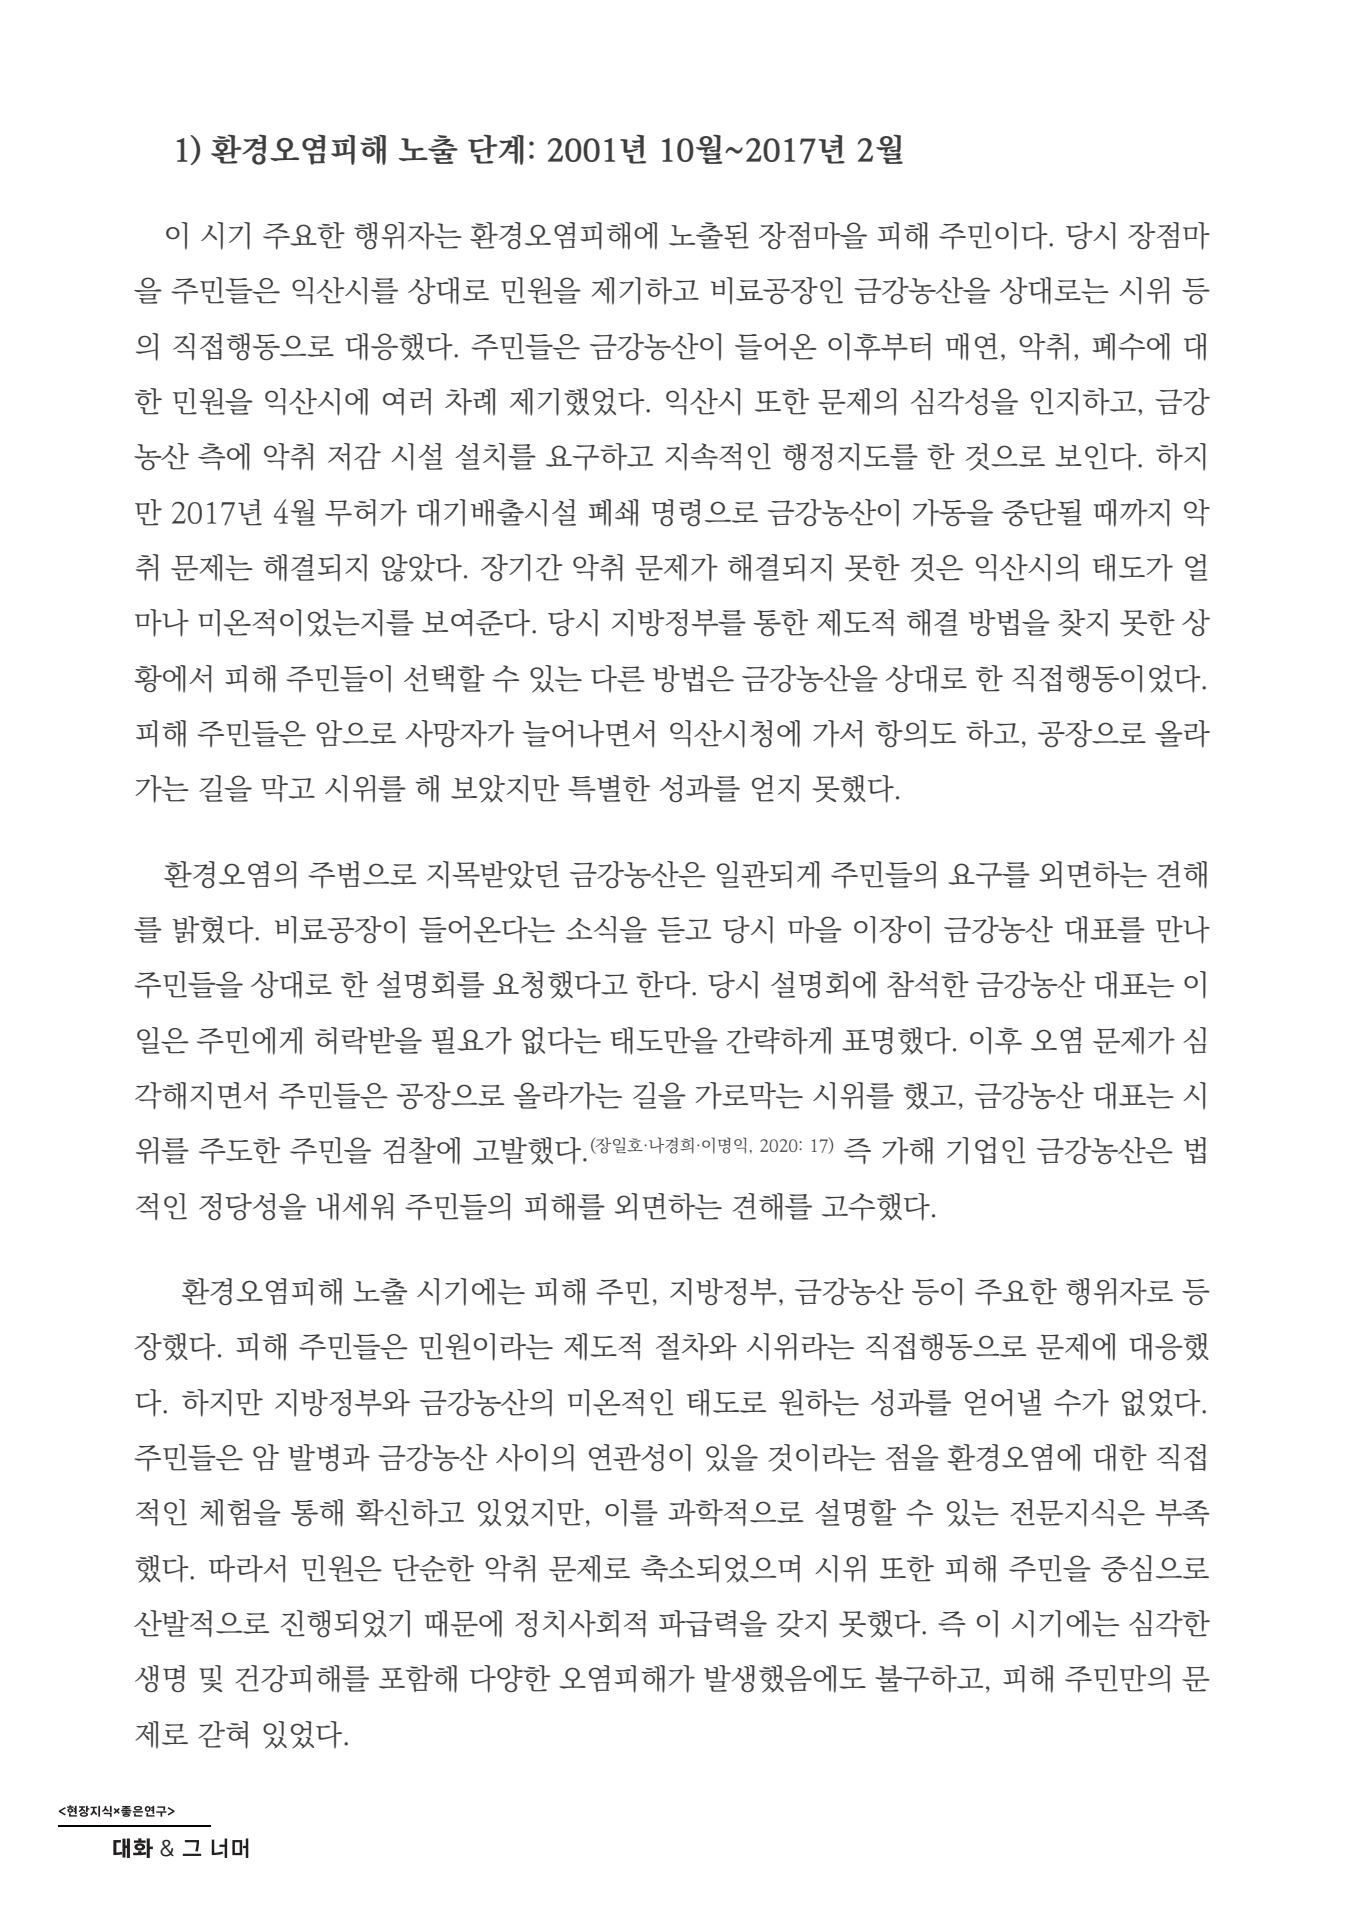 1) 환경오염피해 노출 단계: 2001년 10월~2017년 2월
이 시기 주요한 행위자는 환경오염피해에 노출된 장점마을 피해 주민이다. 당시 장점마
을 주민들은 익산시를 상대로 민원을 제기하고 비료공장인 금강농산을 상대로는 시위 등
의 직접행동으로 대응했다. 주민들은 금강농산이 들어온 이후부터 매연, 악취, 폐수에 대
한 민원을 익산시에 여러 차례 제기했었다. 익산시 또한 문제의 심각성을 인지하고, 금강
농산 측에 악취 저감 시설 설치를 요구하고 지속적인 행정지도를 한 것으로 보인다. 하지
만 2017년 4월 무허가 대기배출시설 폐쇄 명령으로 금강농산이 가동을 중단될 때까지 악
취 문제는 해결되지 않았다. 장기간 악취 문제가 해결되지 못한 것은 익산시의 태도가 얼
마나 미온적이었는지를 보여준다. 당시 지방정부를 통한 제도적 해결 방법을 찾지 못한 상
황에서 피해 주민들이 선택할 수 있는 다른 방법은 금강농산을 상대로 한 직접행동이었다.
피해 주민들은 암으로 사망자가 늘어나면서 익산시청에 가서 항의도 하고, 공장으로 올라
가는 길을 막고 시위를 해 보았지만 특별한 성과를 얻지 못했다.
환경오염의 주범으로 지목받았던 금강농산은 일관되게 주민들의 요구를 외면하는 견해
를 밝혔다. 비료공장이 들어온다는 소식을 듣고 당시 마을 이장이 금강농산 대표를 만나
주민들을 상대로 한 설명회를 요청했다고 한다. 당시 설명회에 참석한 금강농산 대표는 이
일은 주민에게 허락받을 필요가 없다는 태도만을 간략하게 표명했다. 이후 오염 문제가 심
각해지면서 주민들은 공장으로 올라가는 길을 가로막는 시위를 했고, 금강농산 대표는 시
위를 주도한 주민을 검찰에 고발했다.(장일호·나경희·이명익, 2020: 17) 즉 가해 기업인 금강농산은 법
적인 정당성을 내세워 주민들의 피해를 외면하는 견해를 고수했다.
환경오염피해 노출 시기에는 피해 주민, 지방정부, 금강농산 등이 주요한 행위자로 등
장했다. 피해 주민들은 민원이라는 제도적 절차와 시위라는 직접행동으로 문제에 대응했
다. 하지만 지방정부와 금강농산의 미온적인 태도로 원하는 성과를 얻어낼 수가 없었다.
주민들은 암 발병과 금강농산 사이의 연관성이 있을 것이라는 점을 환경오염에 대한 직접
적인 체험을 통해 확신하고 있었지만, 이를 과학적으로 설명할 수 있는 전문지식은 부족
했다. 따라서 민원은 단순한 악취 문제로 축소되었으며 시위 또한 피해 주민을 중심으로
산발적으로 진행되었기 때문에 정치사회적 파급력을 갖지 못했다. 즉 이 시기에는 심각한
생명 및 건강피해를 포함해 다양한 오염피해가 발생했음에도 불구하고, 피해 주민만의 문
제로 갇혀 있었다.
<현장지식×좋은연구>
대화 & 그 너머